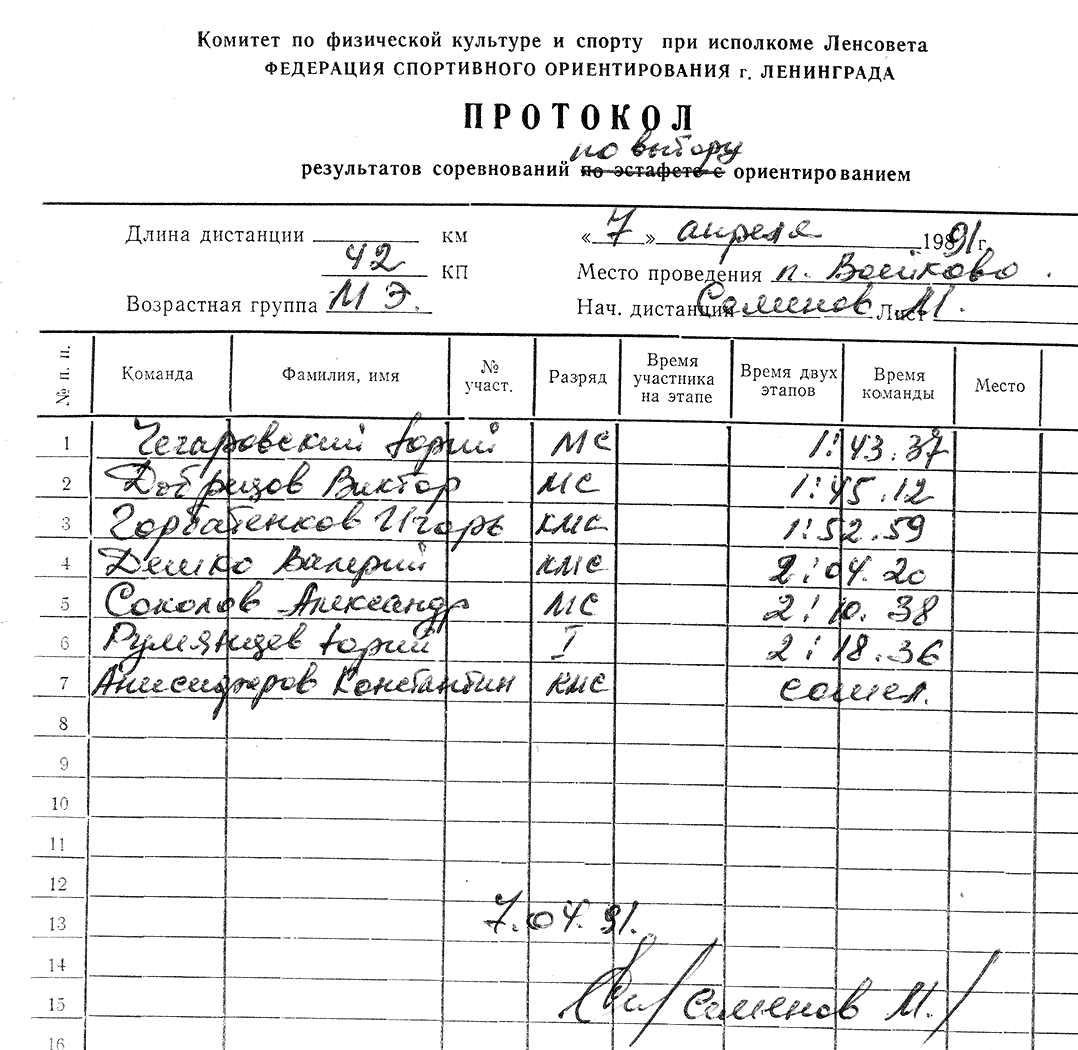 Комитет по физической культуре и спорту при исполкоме Ленсовета
ФЕДЕРАЦИЯ СПОРТИВНОГО ОРИЕНТИРОВАНИЯ г. ЛЕНИНГРАДА
ПРОТОКОЛ
по выбору
результатов соревнований по эстафете с ориентированием
Длина дистанции км «7» апреля 1991 г.
42 КП Место проведения п. Войково.
Возрастная группа МЭ. Нач. дистанции Семенов М. Лист
№ п. п. Команда Фамилия, имя № участ. Разряд Время участника на этапе Время двух этапов Время команды Место
1 Чегаровский Юрий МС 1:43.37
2 Добрецов Виктор МС 1:45.12
3 Горбатенков Игорь КМС 1:52.59
4 Демко Валерий КМС 2:04.20
5 Соколов Александр МС 2:10.38
6 Румянцев Юрий I 2:18.36
7 Анисифоров Константин КМС сошел.
8
9
10
11
12
13 7.04.91.
14
15 /Семенов М./
16